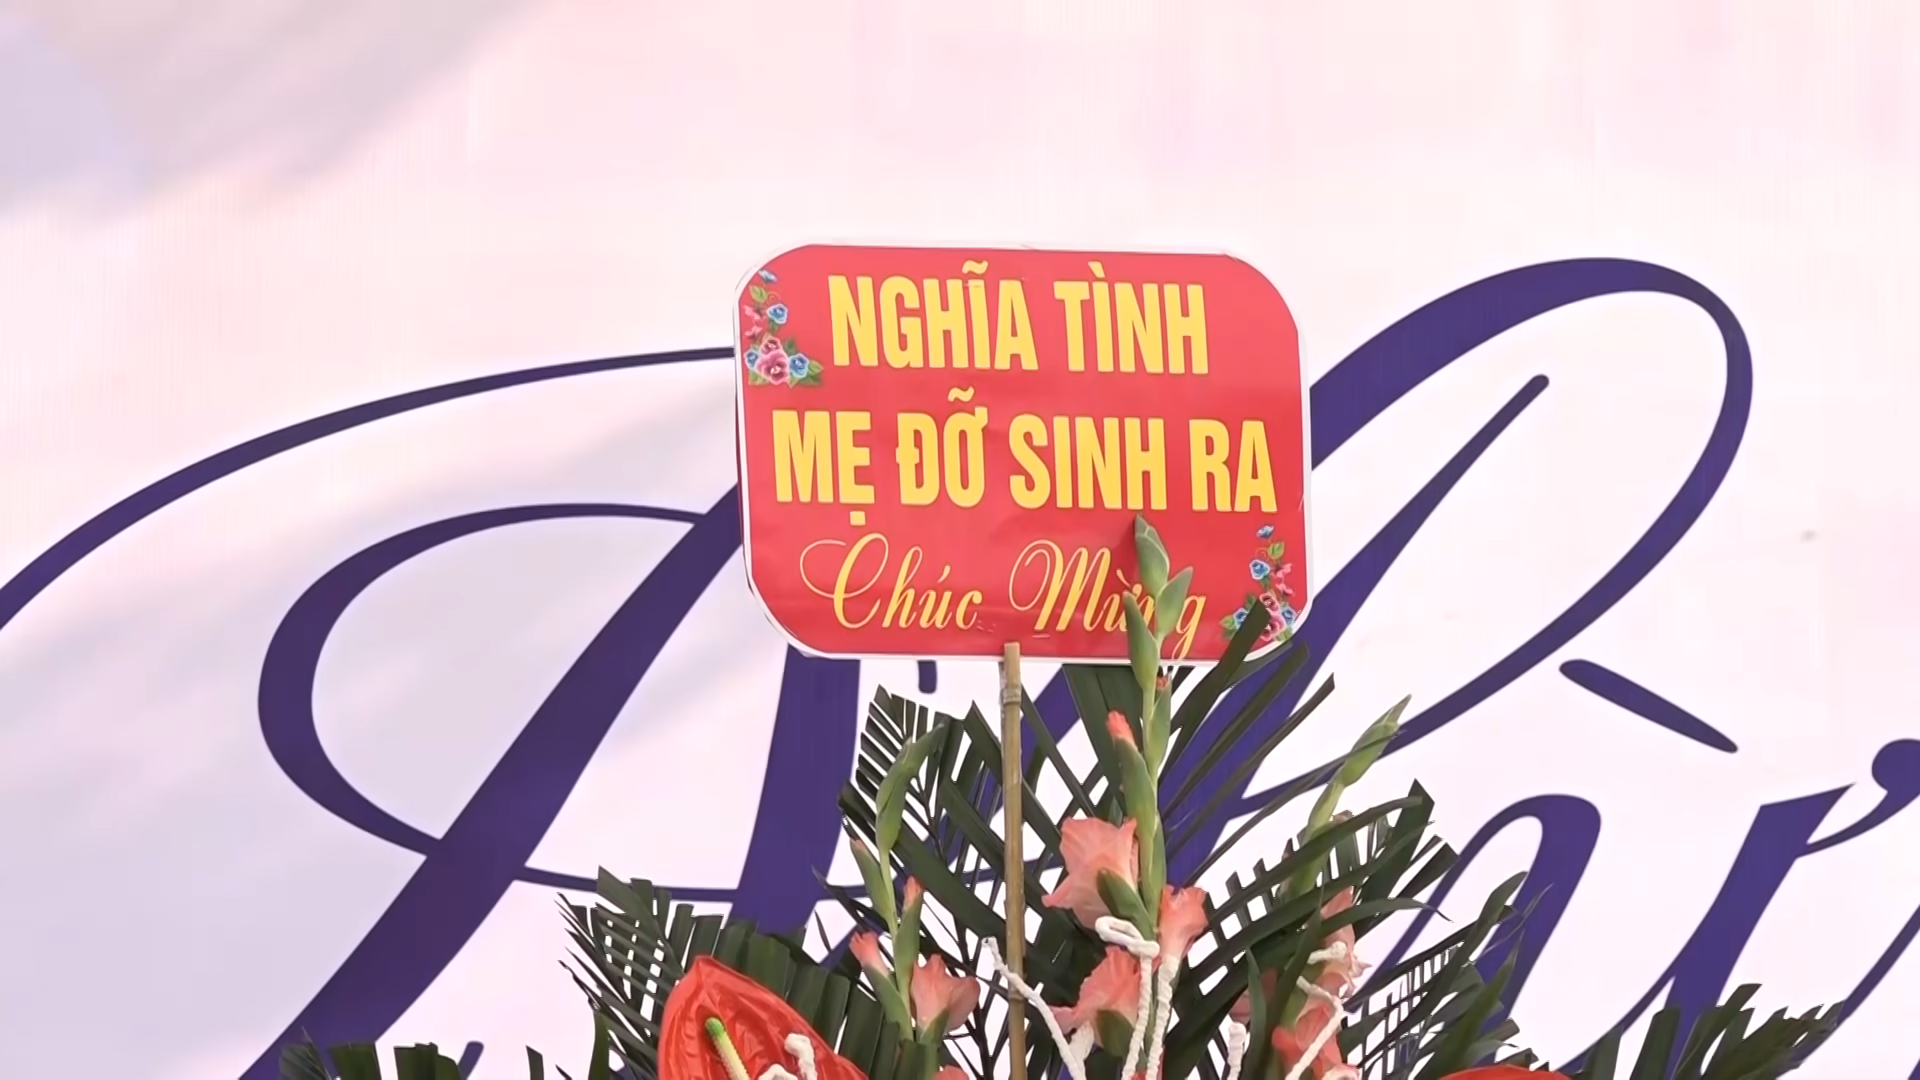 NGHĨA TÌNH
MẸ ĐỠ SINH RA
Chúc Mừng